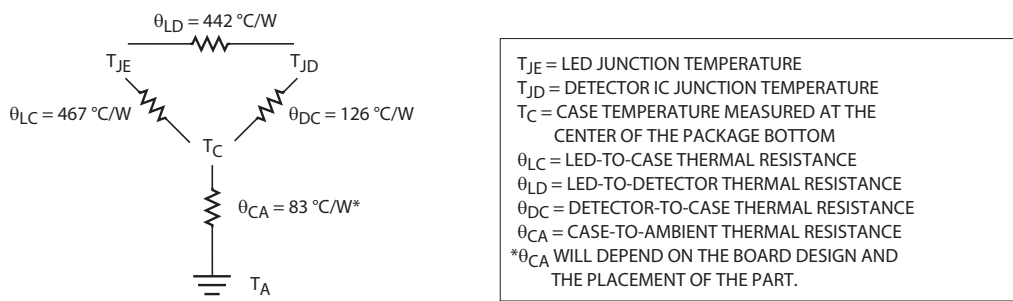 θLD = 442 °C/W
TJE
TJD
θLC = 467 °C/W
θDC = 126 °C/W
TC
θCA = 83 °C/W*
TA
TJE = LED JUNCTION TEMPERATURE
TJD = DETECTOR IC JUNCTION TEMPERATURE
TC = CASE TEMPERATURE MEASURED AT THE
CENTER OF THE PACKAGE BOTTOM
θLC = LED-TO-CASE THERMAL RESISTANCE
θLD = LED-TO-DETECTOR THERMAL RESISTANCE
θDC = DETECTOR-TO-CASE THERMAL RESISTANCE
θCA = CASE-TO-AMBIENT THERMAL RESISTANCE
*θCA WILL DEPEND ON THE BOARD DESIGN AND
THE PLACEMENT OF THE PART.